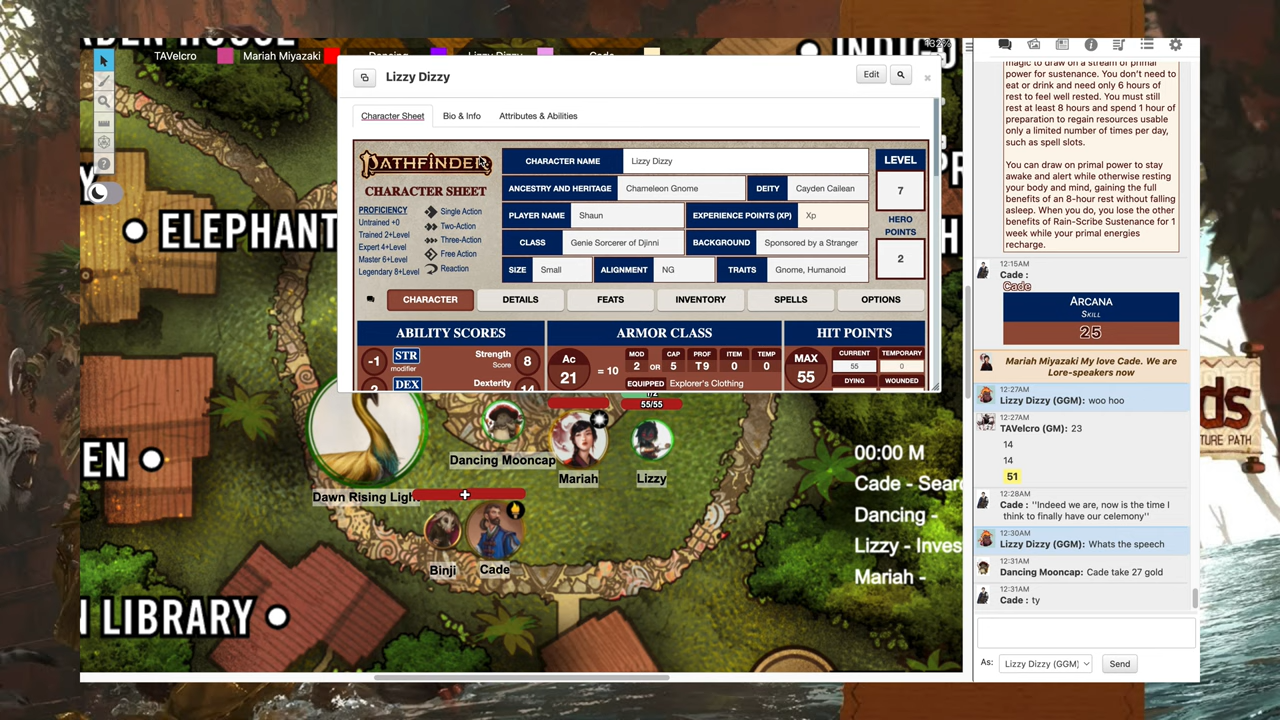 TAVelcro
Mariah Miyazaki
Lizzy Dizzy
Edit
Character Sheet
Bio & Info
Attributes & Abilities
PATHFINDER
CHARACTER SHEET
PROFICIENCY
Untrained +0
Trained 2+Level
Expert 4+Level
Master 6+Level
Legendary 8+Level
Single Action
Two-Action
Three-Action
Free Action
Reaction
CHARACTER NAME
Lizzy Dizzy
ANCESTRY AND HERITAGE
Chameleon Gnome
DEITY
Cayden Cailean
PLAYER NAME
Shaun
EXPERIENCE POINTS (XP)
Xp
CLASS
Genie Sorcerer of Djinni
BACKGROUND
Sponsored by a Stranger
SIZE
Small
ALIGNMENT
NG
TRAITS
Gnome, Humanoid
LEVEL
7
HERO
POINTS
2
CHARACTER
DETAILS
FEATS
INVENTORY
SPELLS
OPTIONS
ABILITY SCORES
-1
STR
modifier
Strength
Score
8
DEX
Dexterity
14
ARMOR CLASS
AC
21
= 10
MOD
2
OR
CAP
5
PROF
T 9
ITEM
0
TEMP
0
EQUIPPED
Explorer's Clothing
HIT POINTS
MAX
55
CURRENT
55
TEMPORARY
0
DYING
WOUNDED
ELEPHANT
EN
N LIBRARY
55/55
Dancing Mooncap
Mariah
Lizzy
Dawn Rising Ligh
Binji
Cade
00:00 M
Cade - Sear
Dancing -
Lizzy - Inves
Mariah -
magic to draw on a stream of primal
power for sustenance. You don't need to
eat or drink and need only 6 hours of
rest to feel well rested. You must still
rest at least 8 hours and spend 1 hour of
preparation to regain resources usable
only a limited number of times per day,
such as spell slots.
You can draw on primal power to stay
awake and alert while otherwise resting
your body and mind, gaining the full
benefits of an 8-hour rest without falling
asleep. When you do, you lose the other
benefits of Rain-Scribe Sustenance for 1
week while your primal energies
recharge.
12:15AM
Cade :
Cade
ARCANA
SKILL
25
Mariah Miyazaki My love Cade. We are
Lore-speakers now
12:27AM
Lizzy Dizzy (GGM): woo hoo
12:27AM
TAVelcro (GM): 23
14
14
51
12:28AM
Cade : "Indeed we are, now is the time I
think to finally have our celemony"
12:30AM
Lizzy Dizzy (GGM): Whats the speech
12:31AM
Dancing Mooncap: Cade take 27 gold
12:31AM
Cade : ty
As:
Lizzy Dizzy (GGM)
Send
ds
TURE PATH